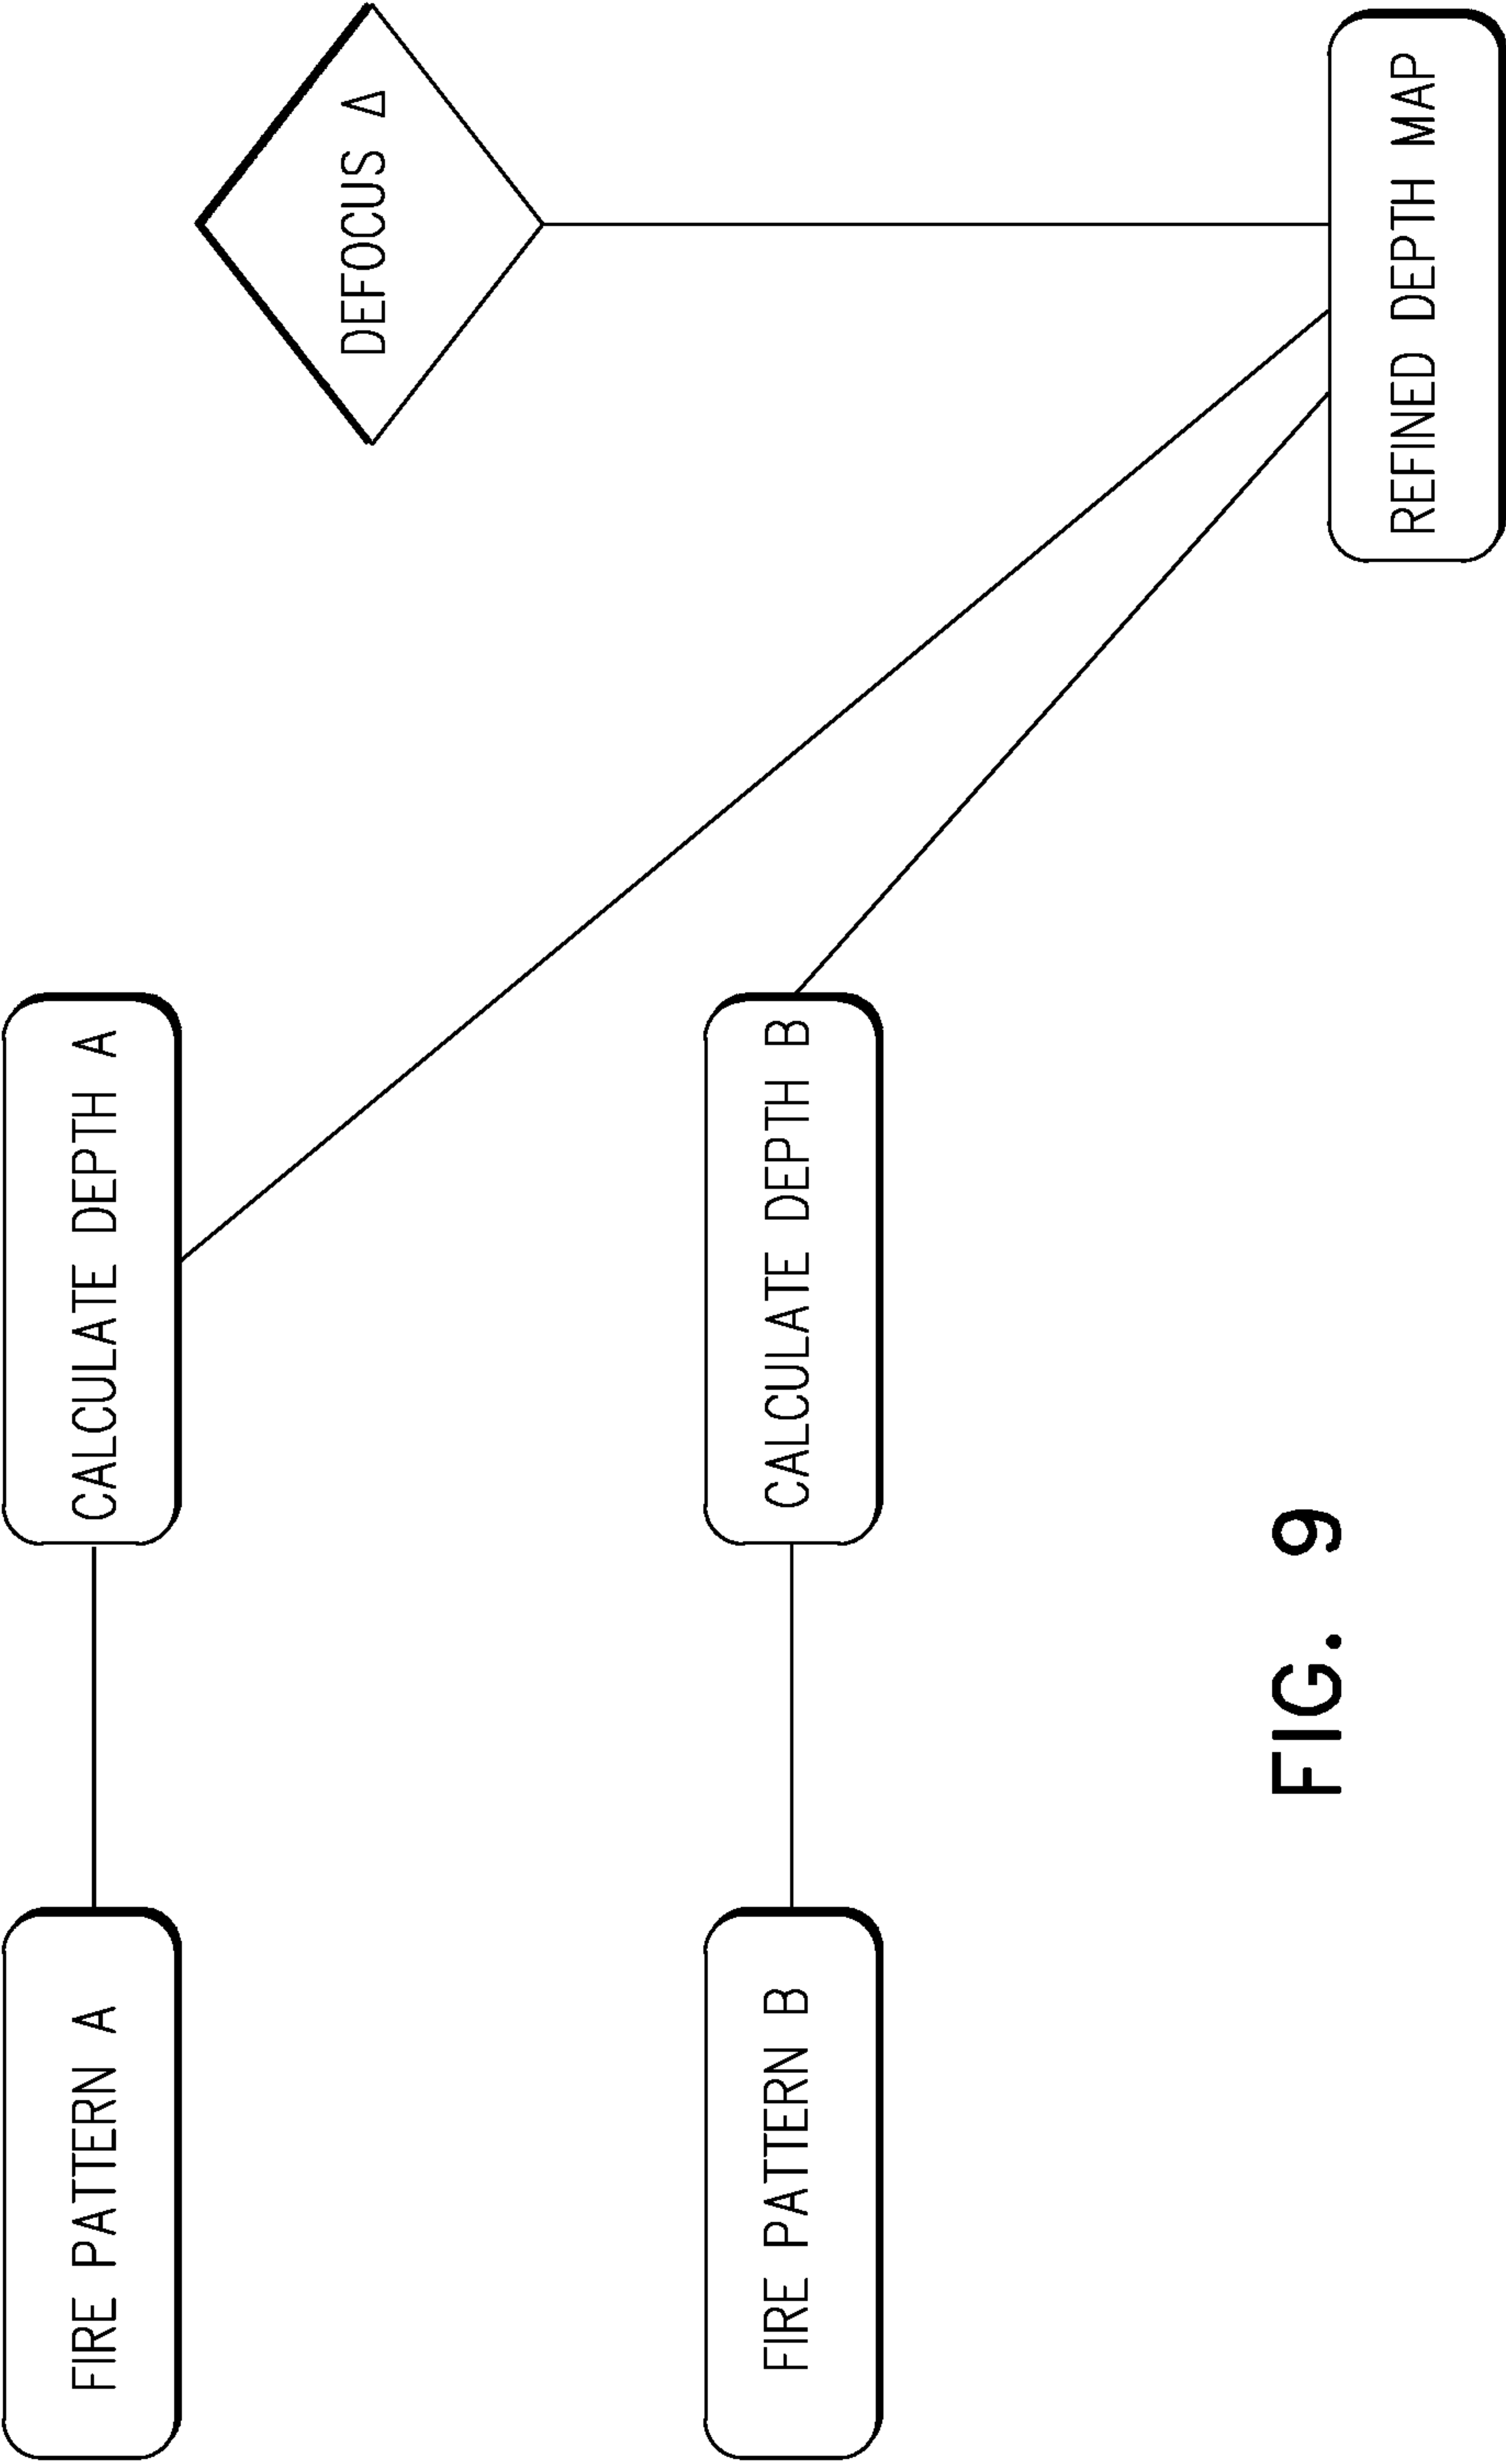 FIRE PATTERN A
CALCULATE DEPTH A
DEFOCUS Δ
FIRE PATTERN B
CALCULATE DEPTH B
REFINED DEPTH MAP
FIG. 9